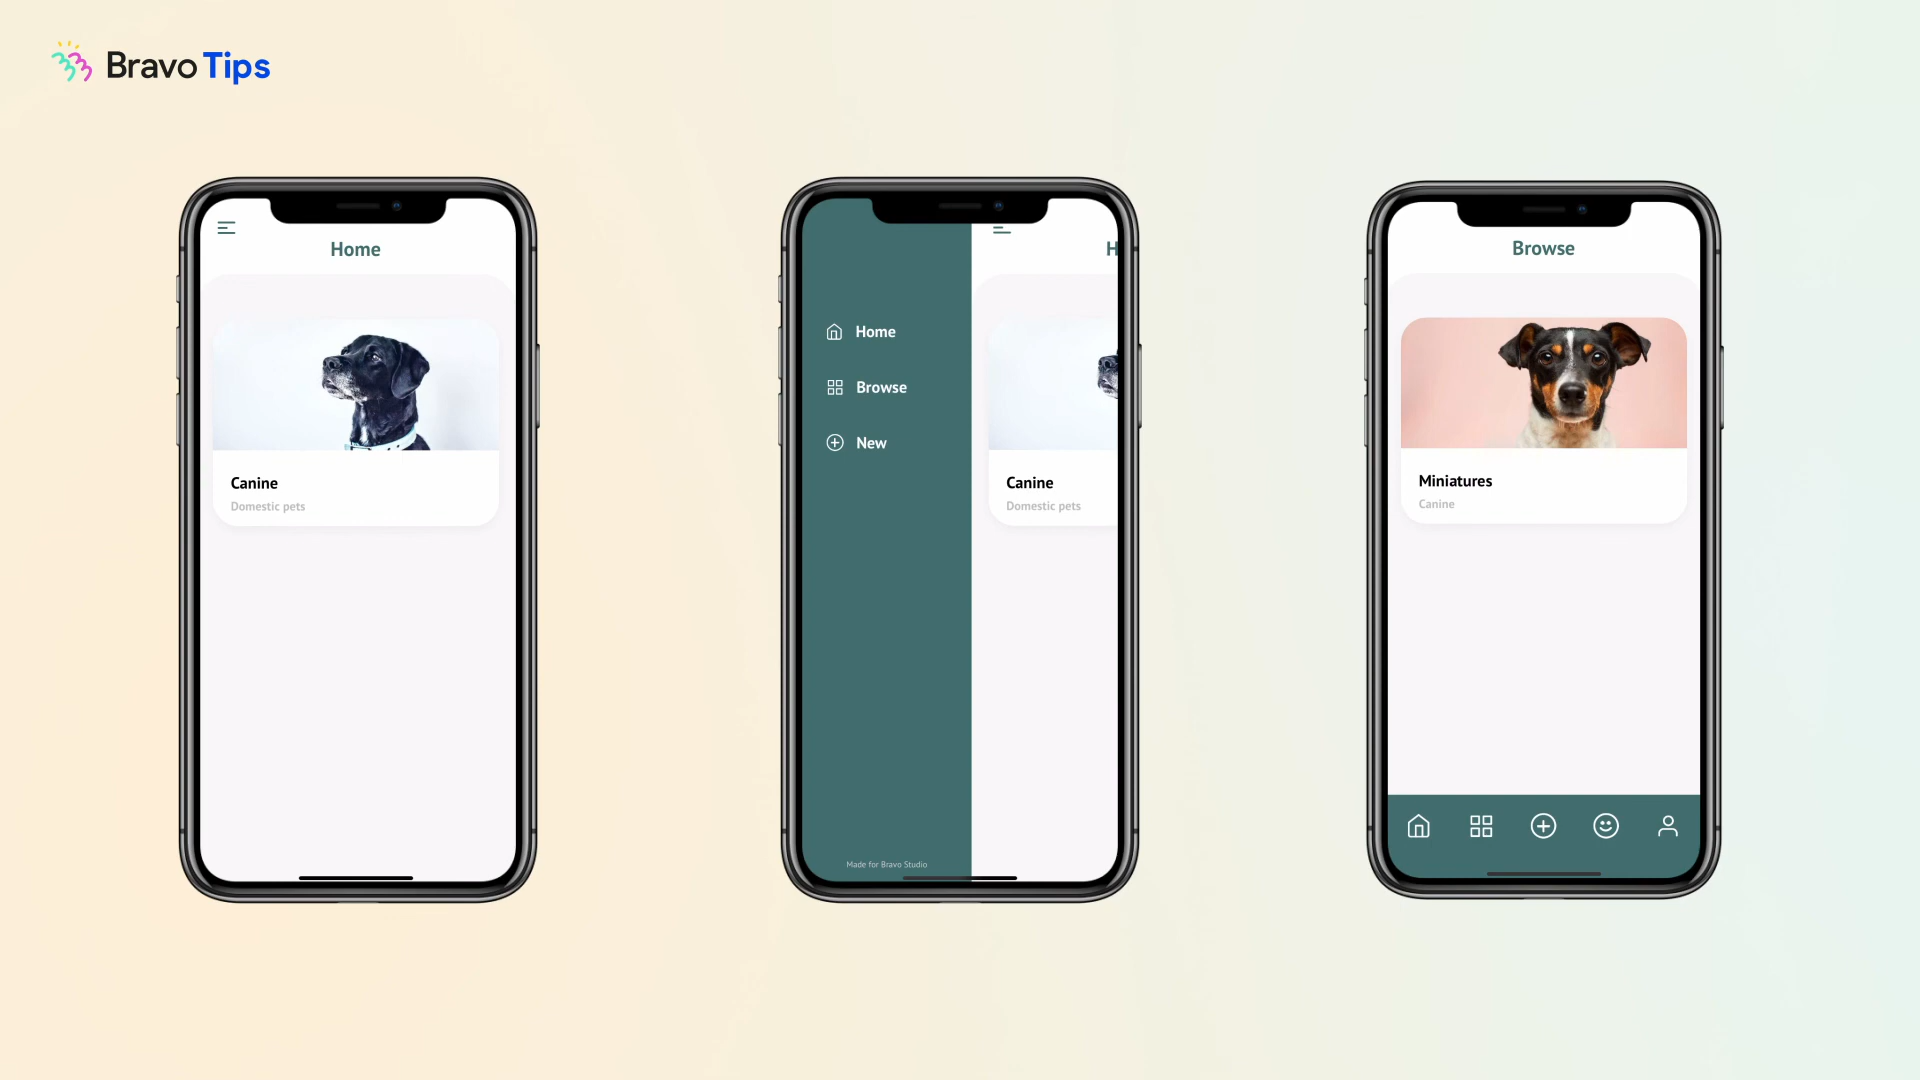 Bravo Tips
Home
Canine
Domestic pets
H
Home
Browse
New
Canine
Domestic pets
Made for Bravo Studio
Browse
Miniatures
Canine